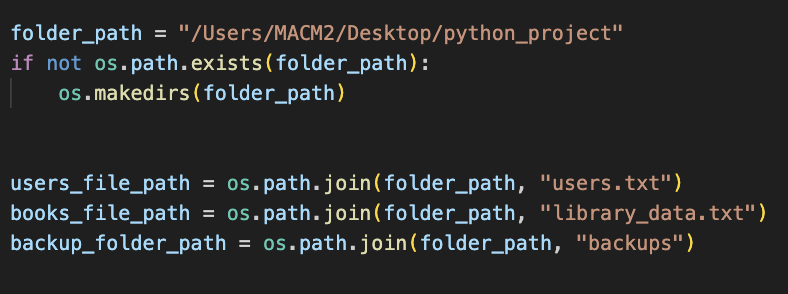 folder_path = "/Users/MACM2/Desktop/python_project"
if not os.path.exists(folder_path):
    os.makedirs(folder_path)
users_file_path = os.path.join(folder_path, "users.txt")
books_file_path = os.path.join(folder_path, "library_data.txt")
backup_folder_path = os.path.join(folder_path, "backups")